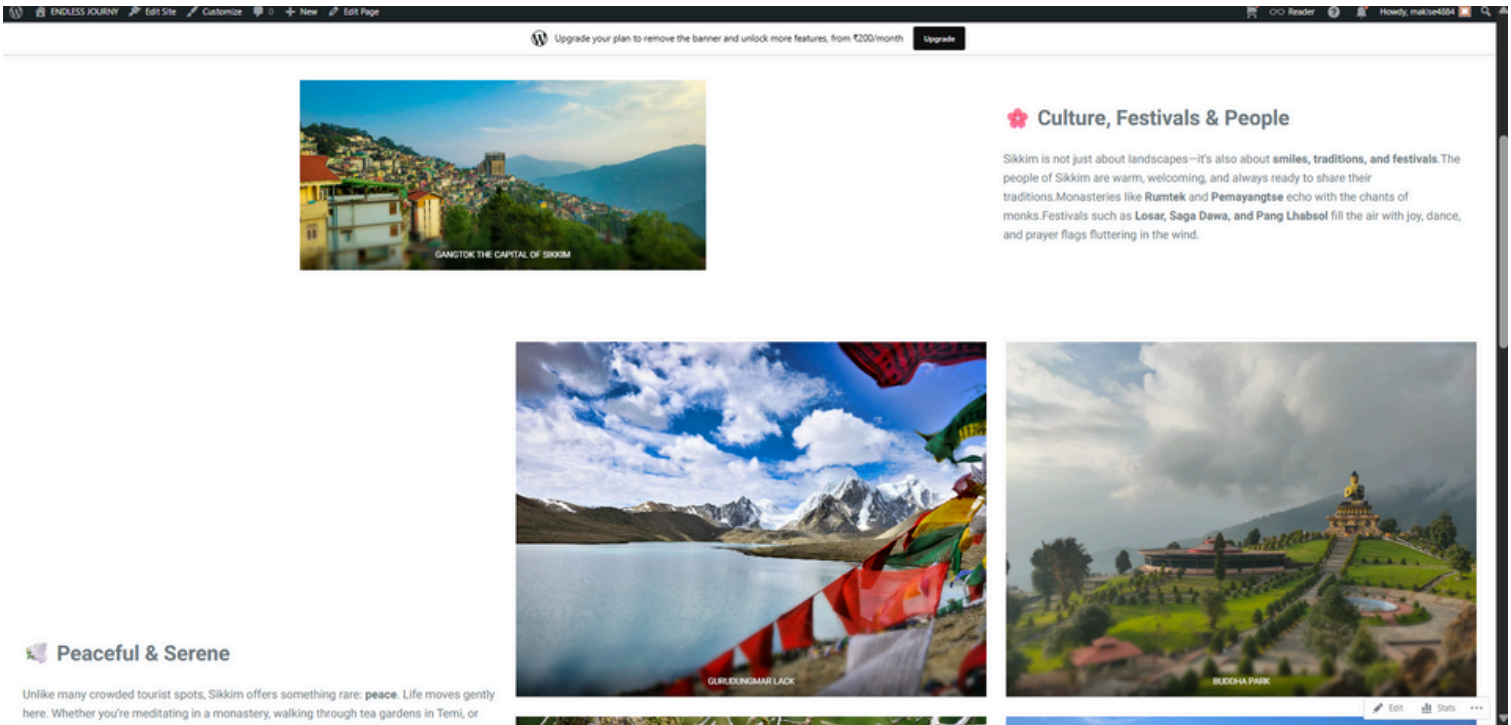 ENDLESS JOURNY Edit Site Customize 0 New Edit Page Reader Howdy, makise4884
Upgrade your plan to remove the banner and unlock more features, from ₹200/month Upgrade
GANGTOK THE CAPITAL OF SIKKIM
Culture, Festivals & People
Sikkim is not just about landscapes—it's also about smiles, traditions, and festivals.The
people of Sikkim are warm, welcoming, and always ready to share their
traditions.Monasteries like Rumtek and Pemayangtse echo with the chants of
monks.Festivals such as Losar, Saga Dawa, and Pang Lhabsol fill the air with joy, dance,
and prayer flags fluttering in the wind.
GURUDUNGMAR LACK
BUDDHA PARK
Peaceful & Serene
Unlike many crowded tourist spots, Sikkim offers something rare: peace. Life moves gently
here. Whether you're meditating in a monastery, walking through tea gardens in Temi, or
Edit Stats